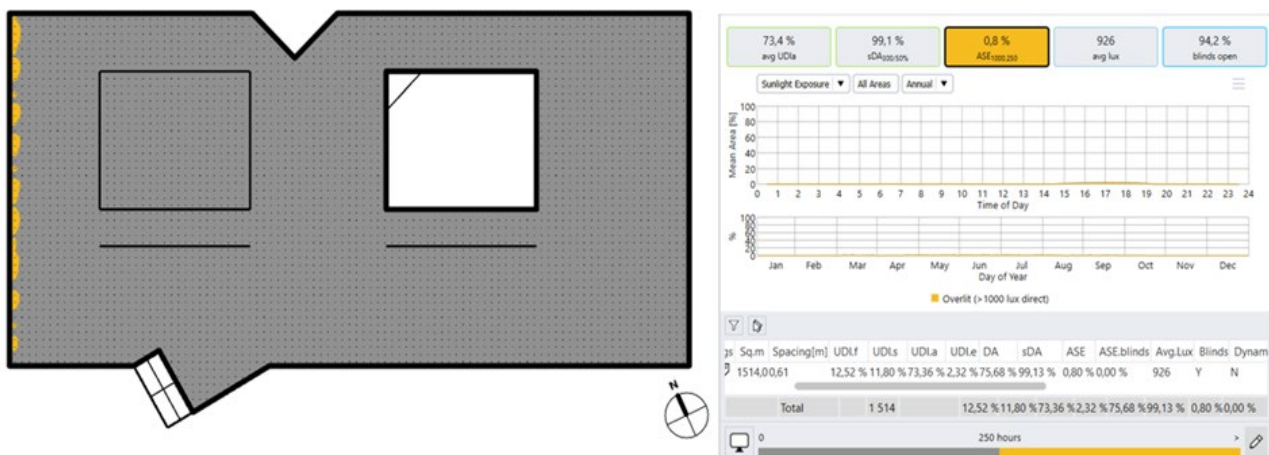 73,4 %
avg UDIa
99,1 %
sDA300/50%
0,8 %
ASE1000,250
926
avg lux
94,2 %
blinds open
Sunlight Exposure ▼ All Areas Annual ▼
Mean Area [%]
100
80
60
40
20
0
0 1 2 3 4 5 6 7 8 9 10 11 12 13 14 15 16 17 18 19 20 21 22 23 24
Time of Day
%
100
80
60
40
20
0
Jan Feb Mar Apr May Jun Jul Aug Sep Oct Nov Dec
Day of Year
Overlit (>1000 lux direct)
gs Sq.m Spacing[m] UDI.f UDI.s UDI.a UDI.e DA sDA ASE ASE.blinds Avg.Lux Blinds Dynam
1514,0 0,61 12,52 % 11,80 % 73,36 % 2,32 % 75,68 % 99,13 % 0,80 % 0,00 % 926 Y N
Total 1 514 12,52 % 11,80 % 73,36 % 2,32 % 75,68 % 99,13 % 0,80 % 0,00 %
0 250 hours >
N